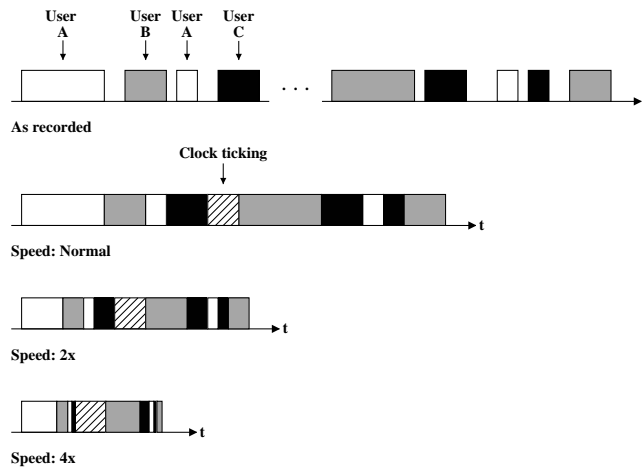 User User User User
A B A C
. . .
As recorded
Clock ticking
t
Speed: Normal
t
Speed: 2x
t
Speed: 4x